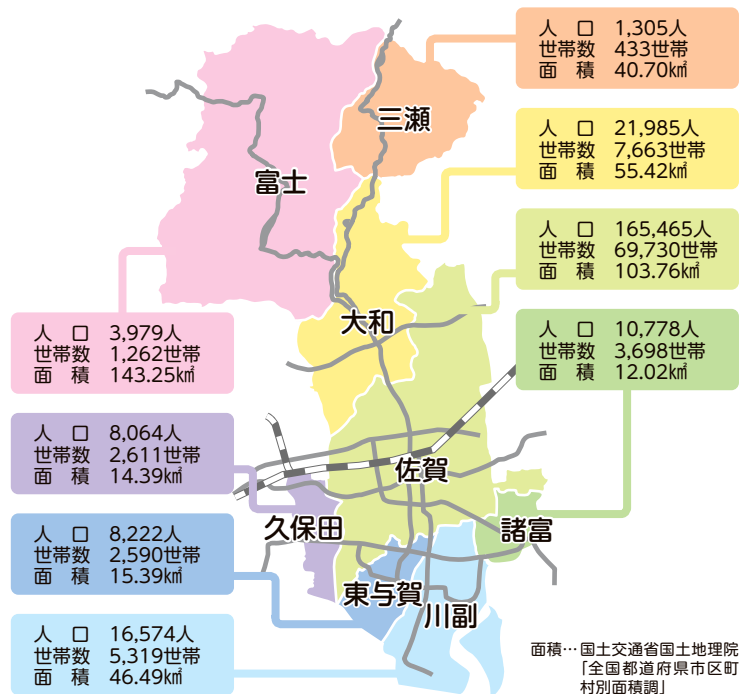 人　口　1,305人
世帯数　433世帯
面　積　40.70㎢
三瀬
富士
人　口　21,985人
世帯数　7,663世帯
面　積　55.42㎢
人　口　165,465人
世帯数　69,730世帯
面　積　103.76㎢
大和
人　口　3,979人
世帯数　1,262世帯
面　積　143.25㎢
人　口　10,778人
世帯数　3,698世帯
面　積　12.02㎢
人　口　8,064人
世帯数　2,611世帯
面　積　14.39㎢
佐賀
久保田
諸富
人　口　8,222人
世帯数　2,590世帯
面　積　15.39㎢
東与賀
川副
人　口　16,574人
世帯数　5,319世帯
面　積　46.49㎢
面積…国土交通省国土地理院
「全国都道府県市区町
村別面積調」